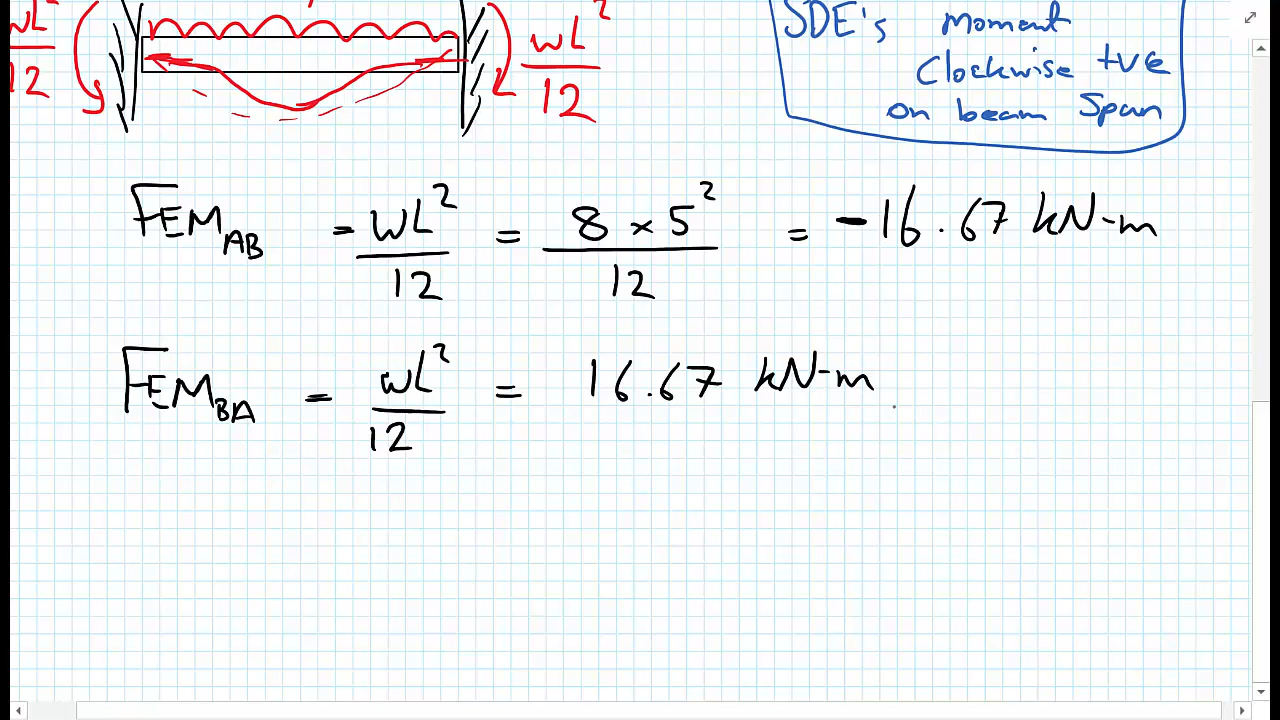 wL²
12
wL²
12
SDE's Moment
Clockwise +ve
on beam Span
FEM_AB = wL²/12 = 8 × 5²/12 = -16.67 kN-m
FEM_BA = wL²/12 = 16.67 kN-m